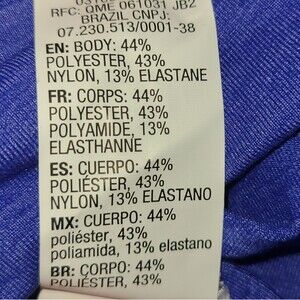 RFC: QME 061031 JB2
BRAZIL CNPJ:
07.230.513/0001-38
EN: BODY: 44%
POLYESTER, 43%
NYLON, 13% ELASTANE
FR: CORPS: 44%
POLYESTER, 43%
POLYAMIDE, 13%
ELASTHANNE
ES: CUERPO: 44%
POLIÉSTER, 43%
NYLON, 13% ELASTANO
MX: CUERPO: 44%
poliéster, 43%
poliamida, 13% elastano
BR: CORPO: 44%
POLIÉSTER, 43%